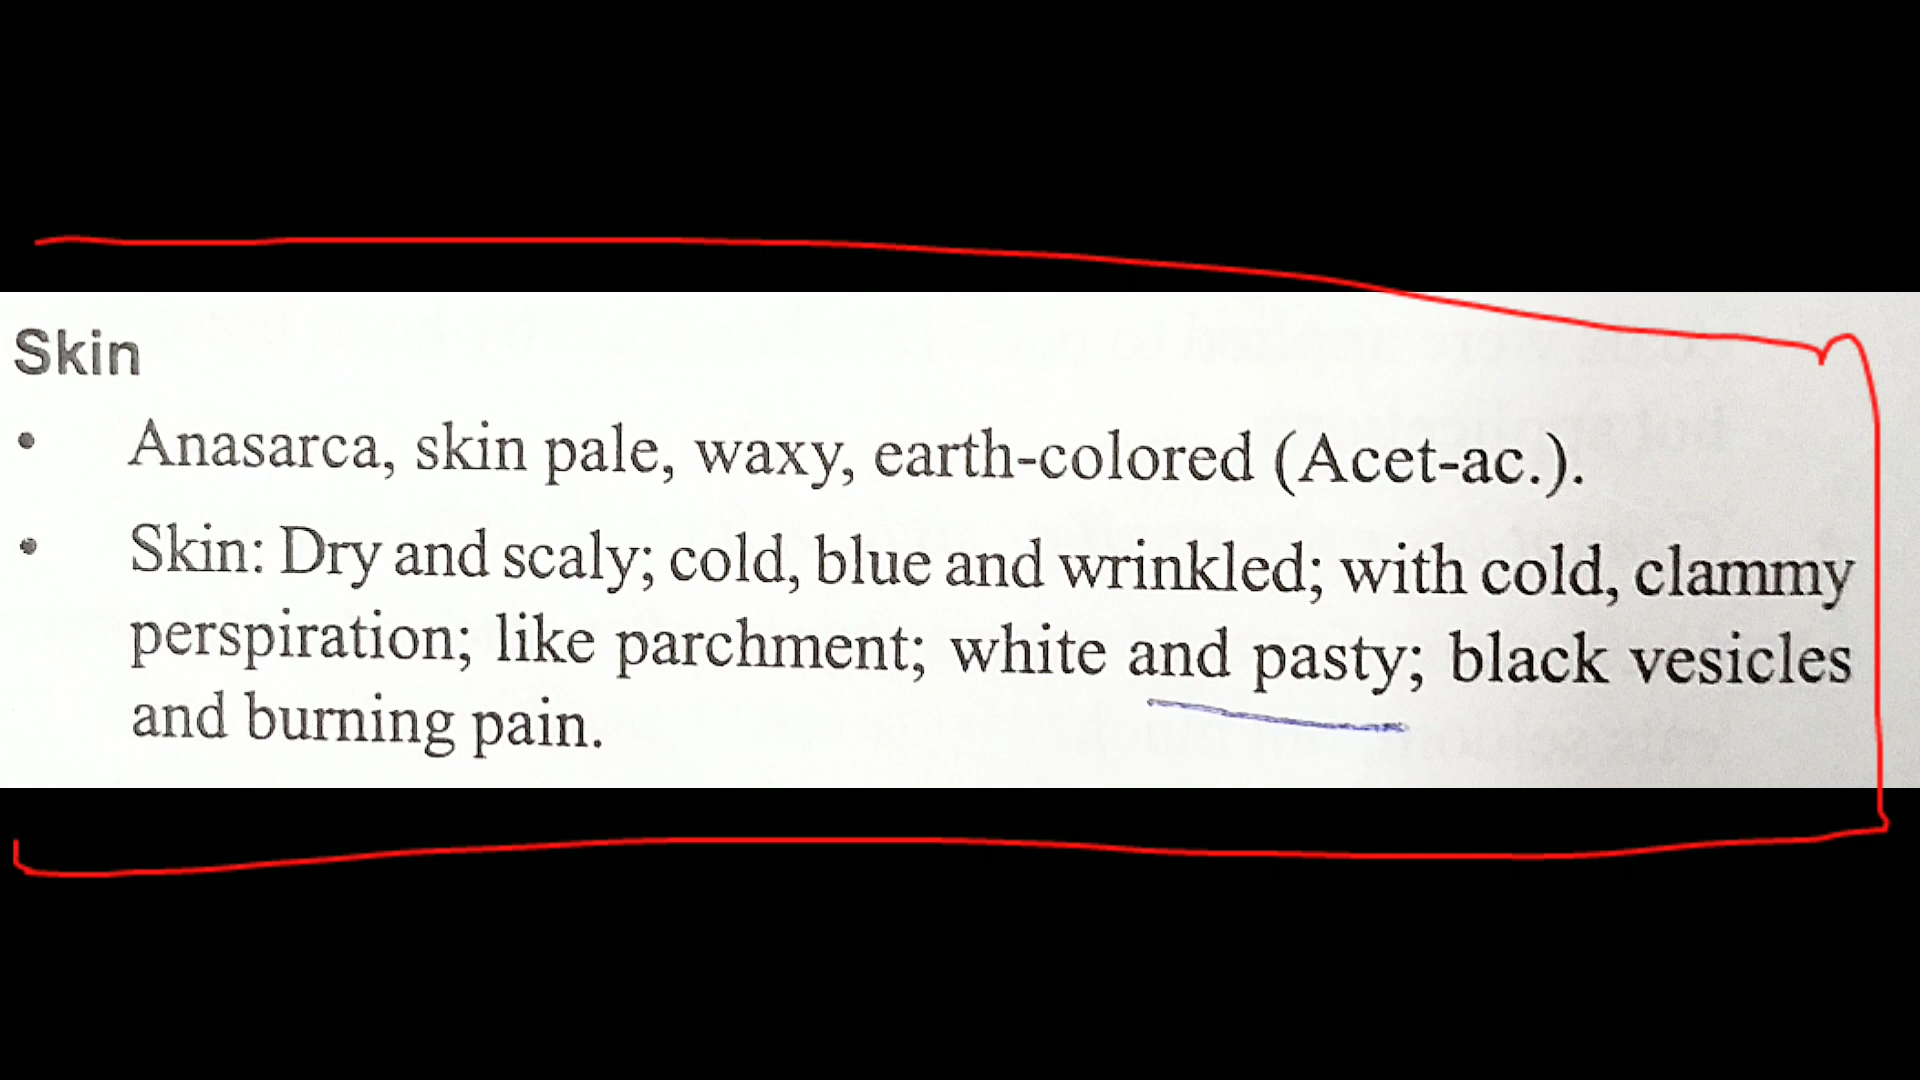 Skin
• Anasarca, skin pale, waxy, earth-colored (Acet-ac.).
• Skin: Dry and scaly; cold, blue and wrinkled; with cold, clammy
perspiration; like parchment; white and pasty; black vesicles
and burning pain.